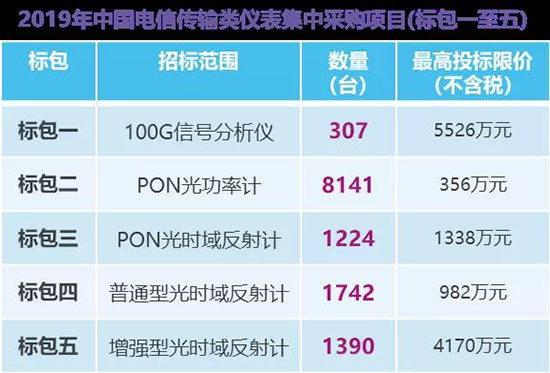 2019年中国电信传输类仪表集中采购项目(标包一至五)
标包 招标范围 数量 最高投标限价
（台） （不含税）
标包一 100G信号分析仪 307 5526万元
标包二 PON光功率计 8141 356万元
标包三 PON光时域反射计 1224 1338万元
标包四 普通型光时域反射计 1742 982万元
标包五 增强型光时域反射计 1390 4170万元